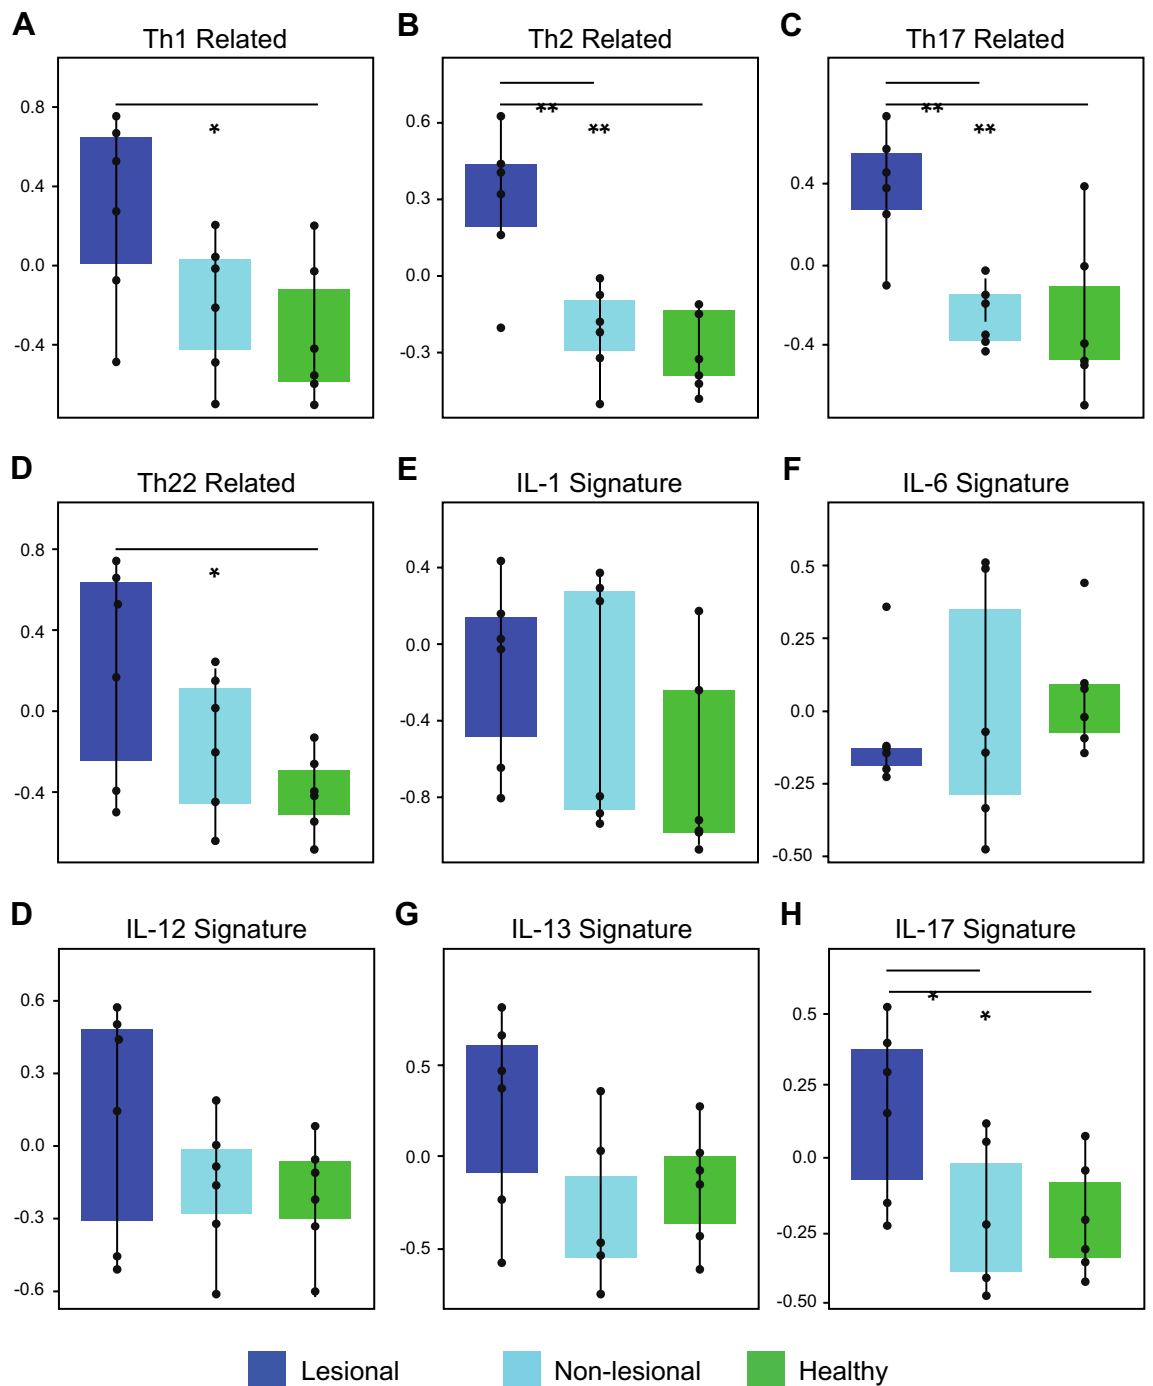 A
Th1 Related
0.8
0.4
0.0
-0.4
*
B
Th2 Related
0.6
0.3
0.0
-0.3
**
**
C
Th17 Related
0.4
0.0
-0.4
**
**
D
Th22 Related
0.8
0.4
0.0
-0.4
*
E
IL-1 Signature
0.4
0.0
-0.4
-0.8
F
IL-6 Signature
0.5
0.25
0.0
-0.25
-0.50
D
IL-12 Signature
0.6
0.3
0.0
-0.3
-0.6
G
IL-13 Signature
0.5
0.0
-0.5
H
IL-17 Signature
0.5
0.25
0.0
-0.25
-0.50
*
*
Lesional
Non-lesional
Healthy